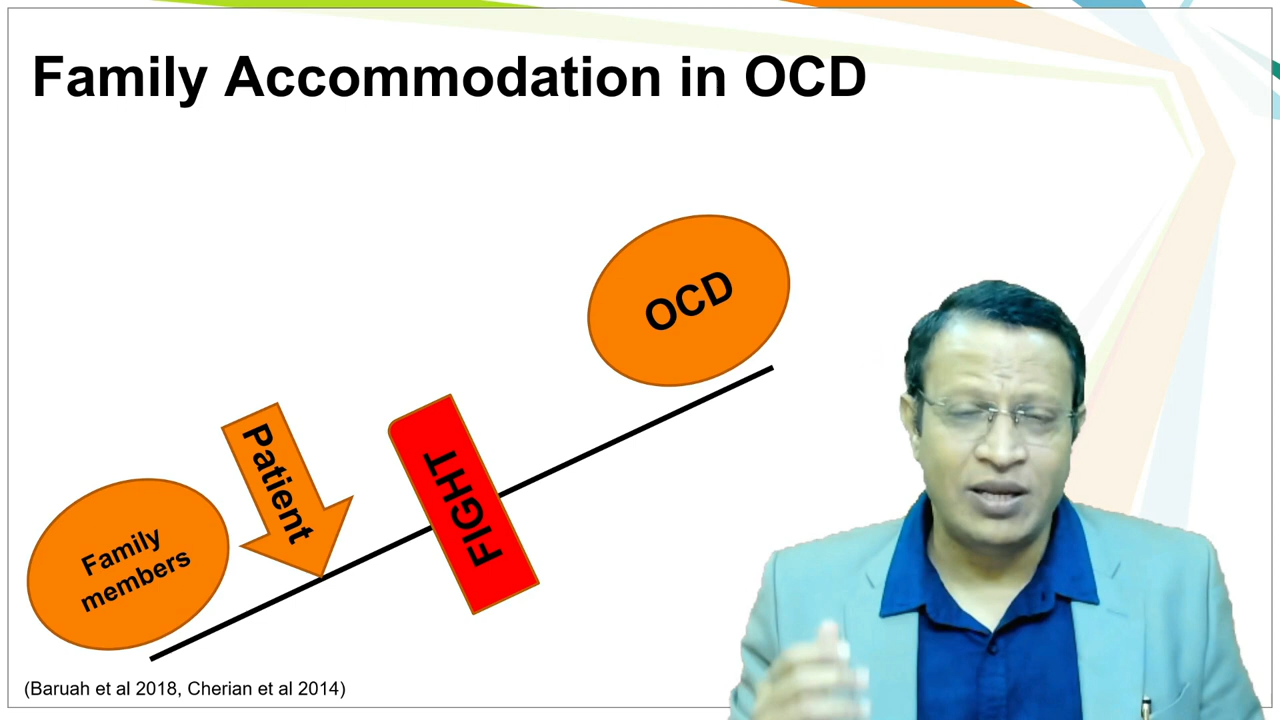 Family Accommodation in OCD
OCD
Patient
FIGHT
Family
members
(Baruah et al 2018, Cherian et al 2014)